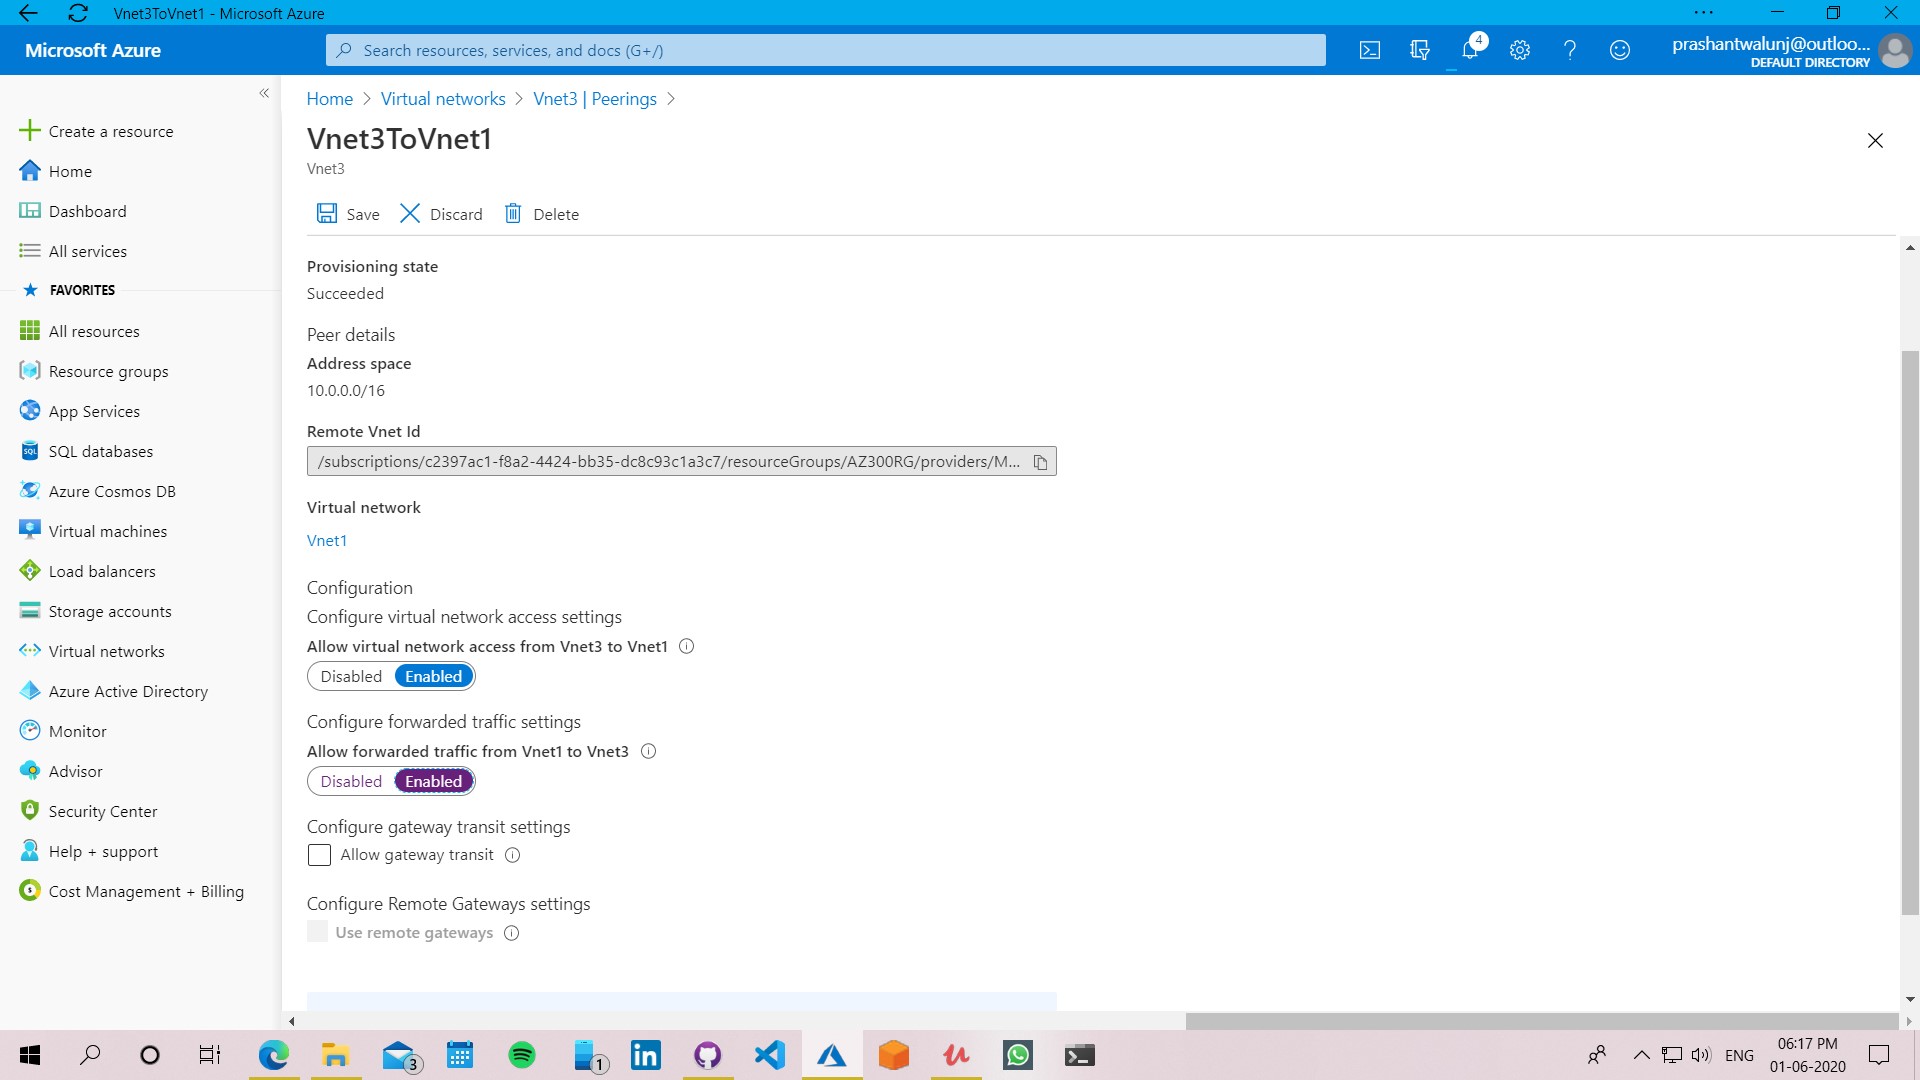 Vnet3ToVnet1 - Microsoft Azure
Microsoft Azure
Search resources, services, and docs (G+/)
4
prashantwalunj@outloo...
DEFAULT DIRECTORY
Create a resource
Home
Dashboard
All services
FAVORITES
All resources
Resource groups
App Services
SQL databases
Azure Cosmos DB
Virtual machines
Load balancers
Storage accounts
Virtual networks
Azure Active Directory
Monitor
Advisor
Security Center
Help + support
Cost Management + Billing
Home > Virtual networks > Vnet3 | Peerings >
Vnet3ToVnet1
Vnet3
Save Discard Delete
Provisioning state
Succeeded
Peer details
Address space
10.0.0.0/16
Remote Vnet Id
/subscriptions/c2397ac1-f8a2-4424-bb35-dc8c93c1a3c7/resourceGroups/AZ300RG/providers/M...
Virtual network
Vnet1
Configuration
Configure virtual network access settings
Allow virtual network access from Vnet3 to Vnet1
Disabled Enabled
Configure forwarded traffic settings
Allow forwarded traffic from Vnet1 to Vnet3
Disabled Enabled
Configure gateway transit settings
Allow gateway transit
Configure Remote Gateways settings
Use remote gateways
3
1
ENG
06:17 PM
01-06-2020